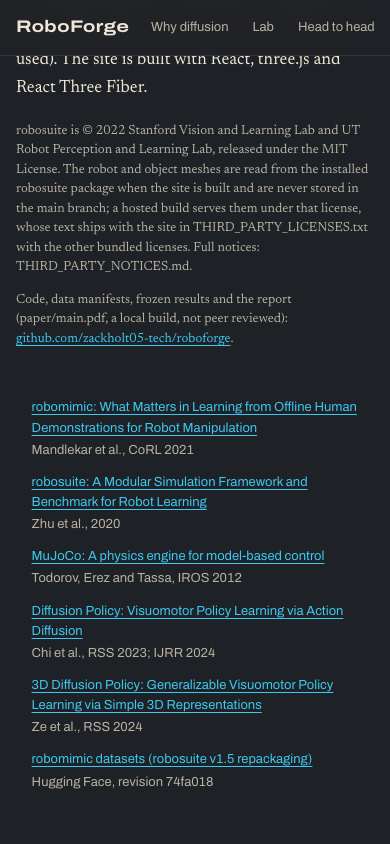 RoboForge
Why diffusion
Lab
Head to head
used). The site is built with React, three.js and
React Three Fiber.
robosuite is © 2022 Stanford Vision and Learning Lab and UT
Robot Perception and Learning Lab, released under the MIT
License. The robot and object meshes are read from the installed
robosuite package when the site is built and are never stored in
the main branch; a hosted build serves them under that license,
whose text ships with the site in THIRD_PARTY_LICENSES.txt
with the other bundled licenses. Full notices:
THIRD_PARTY_NOTICES.md.
Code, data manifests, frozen results and the report
(paper/main.pdf, a local build, not peer reviewed):
github.com/zackholt05-tech/roboforge.
robomimic: What Matters in Learning from Offline Human
Demonstrations for Robot Manipulation
Mandlekar et al., CoRL 2021
robosuite: A Modular Simulation Framework and
Benchmark for Robot Learning
Zhu et al., 2020
MuJoCo: A physics engine for model-based control
Todorov, Erez and Tassa, IROS 2012
Diffusion Policy: Visuomotor Policy Learning via Action
Diffusion
Chi et al., RSS 2023; IJRR 2024
3D Diffusion Policy: Generalizable Visuomotor Policy
Learning via Simple 3D Representations
Ze et al., RSS 2024
robomimic datasets (robosuite v1.5 repackaging)
Hugging Face, revision 74fa018